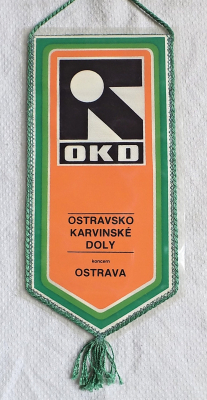 OKD
OSTRAVSKO
KARVINSKÉ
DOLY
koncern
OSTRAVA